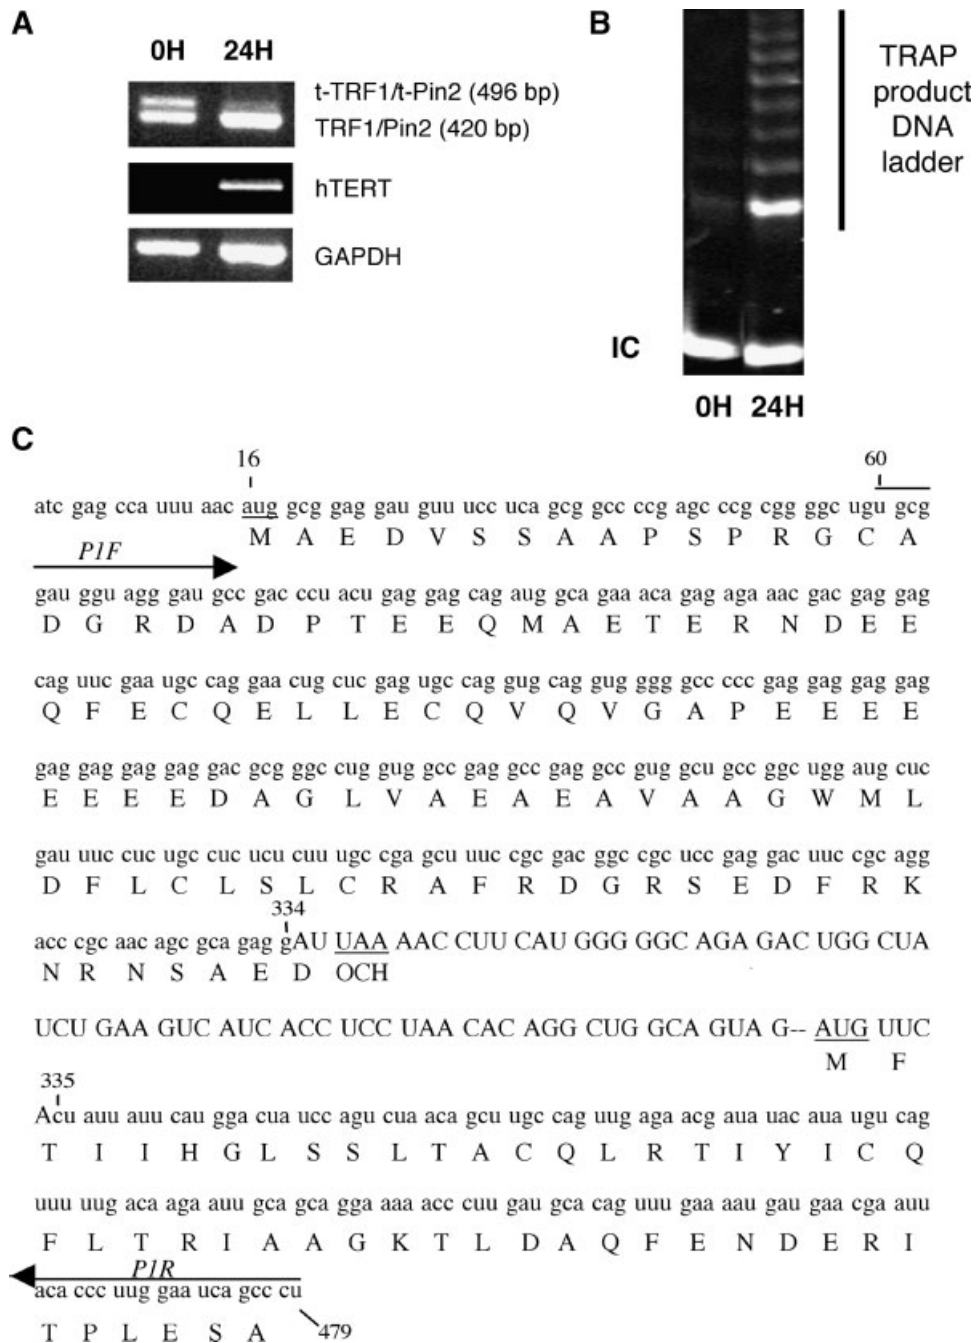 A
0H 24H
t-TRF1/t-Pin2 (496 bp)
TRF1/Pin2 (420 bp)
hTERT
GAPDH
B
TRAP
product
DNA
ladder
IC
0H 24H
C
16 60
auc gag cca uuu aac aug gcg gag gau guu ucc uca gcg gcc ccg agc ccg cgg ggc ugu gcg
M A E D V S S A A P S P R G C A
P1F
gau ggu agg gau gcc gac ccu acu gag gag cag aug gca gaa aca gag aga aac gac gag gag
D G R D A D P T E E Q M A E T E R N D E E
cag uuc gaa ugc cag gaa cug cuc gag ugc cag gug cag gug ggg gcc ccc gag gag gag gag
Q F E C Q E L L E C Q V Q V G A P E E E E
gag gag gag gag gac gcg ggc cug gug gcc gag gcc gag gcc gug gcu gcc ggc ugg aug cuc
E E E E D A G L V A E A E A V A A G W M L
gau uuc cuc ugc cuc ucu cuu ugc cga gcu uuc cgc gac ggc cgc ucc gag gac uuc cgc agg
D F L C L S L C R A F R D G R S E D F R K
334
acc cgc aac agc gca gag gAU UAA AAC CUU CAU GGG GGC AGA GAC UGG CUA
N R N S A E D OCH
UCU GAA GUC AUC ACC UCC UAA CAC AGG CUG GCA GUA G-- AUG UUC
M F
335
Acu auu auu cau gga cua ucc agu cua aca gcu ugc cag uug aga acg aua uac aua ugu cag
T I I H G L S S L T A C Q L R T I Y I C Q
uuu uug aca aga auu gca gca gga aaa acc cuu gau gca cag uuu gaa aau gau gaa cga auu
F L T R I A A G K T L D A Q F E N D E R I
P1R
aca ccc uug gaa uca gcc cu
T P L E S A 479